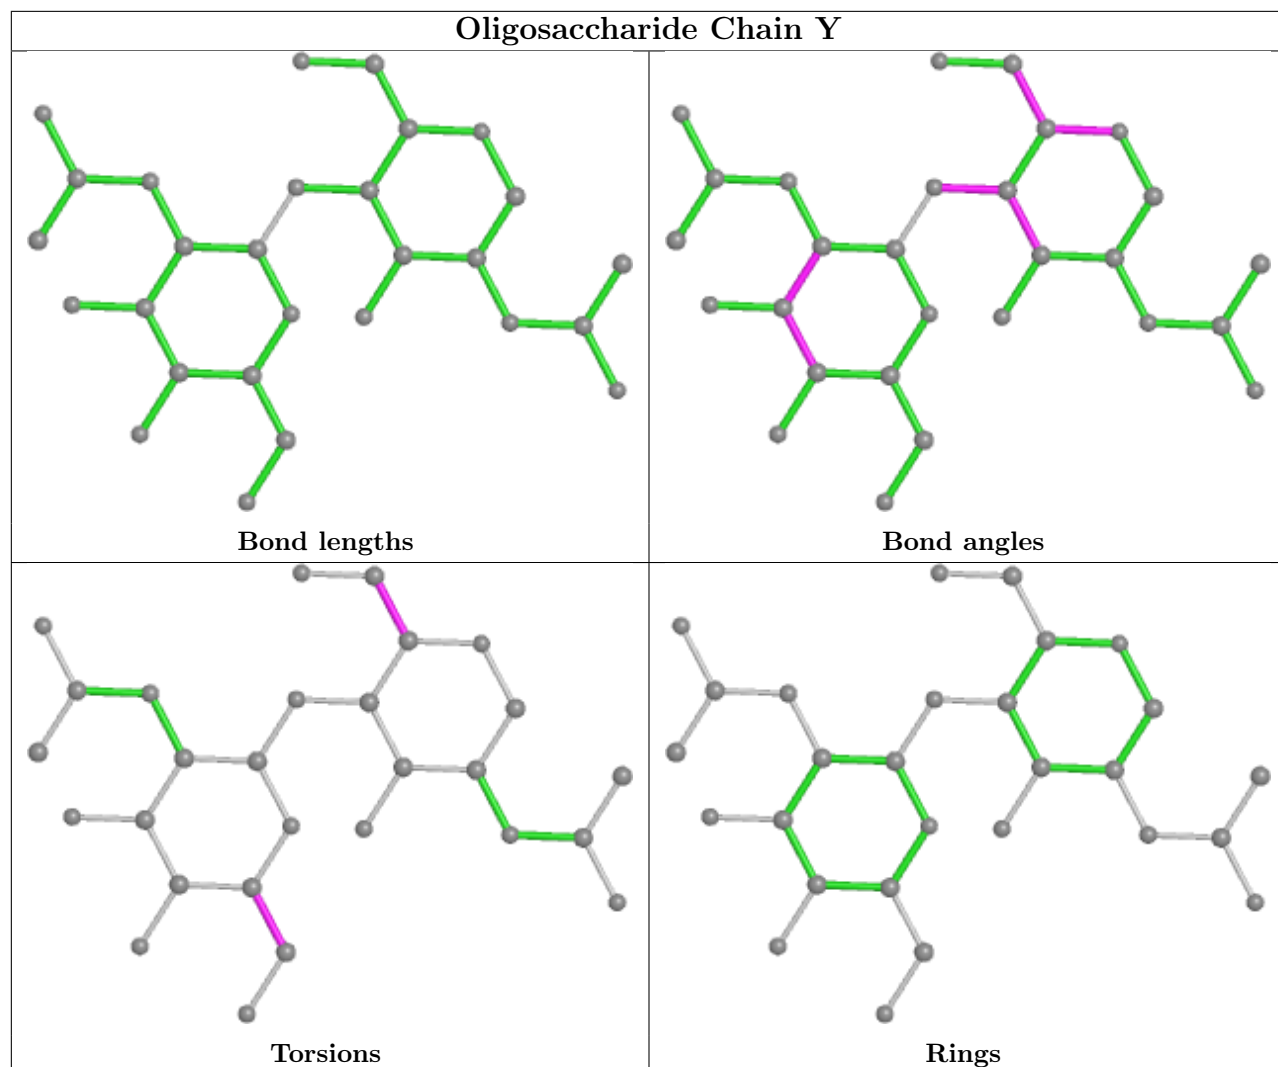 Oligosaccharide Chain Y
Bond lengths
Bond angles
Torsions
Rings